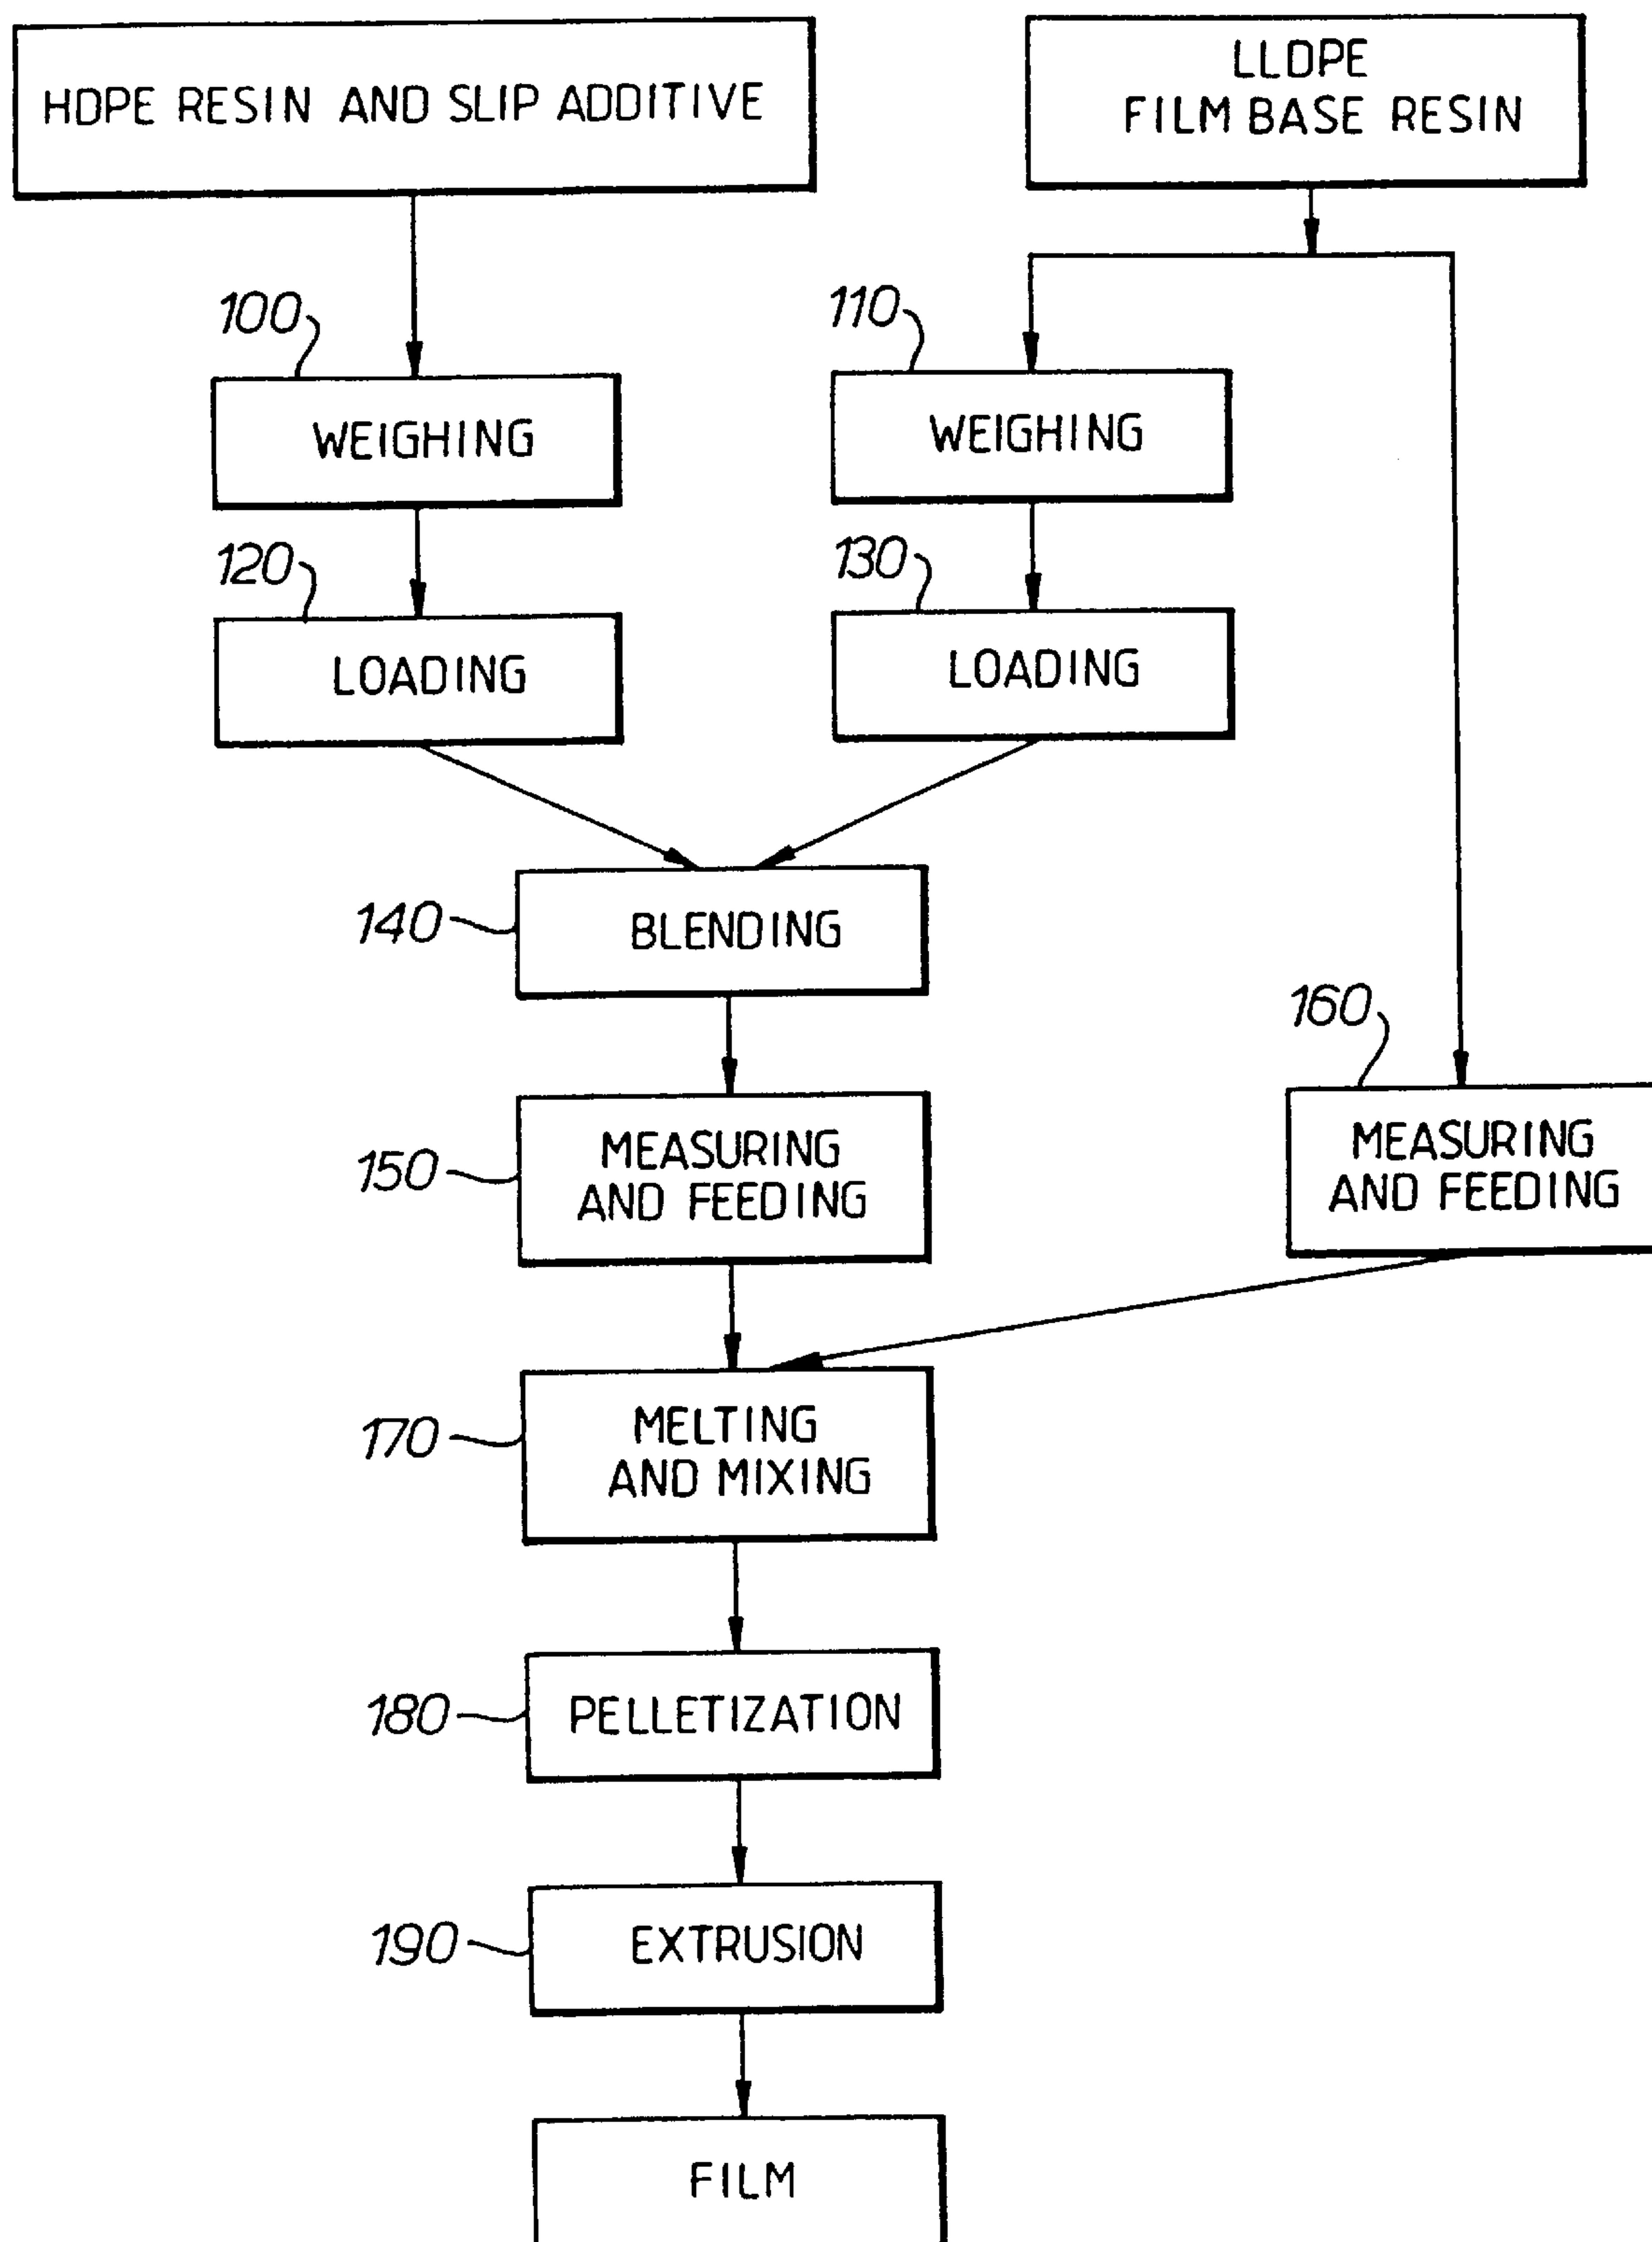 HDPE RESIN AND SLIP ADDITIVE
LLDPE
FILM BASE RESIN
100
110
WEIGHING
WEIGHING
120
130
LOADING
LOADING
140
BLENDING
160
150
MEASURING
AND FEEDING
MEASURING
AND FEEDING
170
MELTING
AND MIXING
180
PELLETIZATION
190
EXTRUSION
FILM